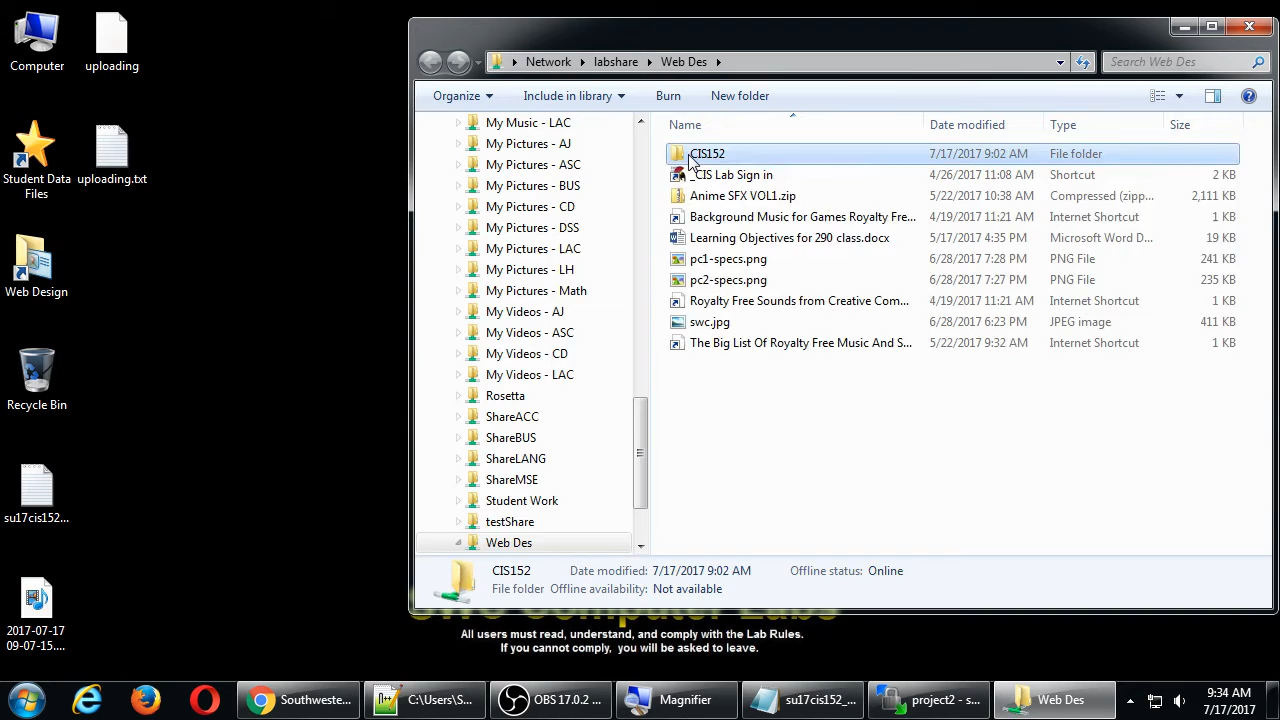 Computer
uploading
Student Data
Files
uploading.txt
Web Design
Recycle Bin
su17cis152...
2017-07-17
09-07-15....
Network
labshare
Web Des
Search Web Des
Organize
Include in library
Burn
New folder
My Music - LAC
My Pictures - AJ
My Pictures - ASC
My Pictures - BUS
My Pictures - CD
My Pictures - DSS
My Pictures - LAC
My Pictures - LH
My Pictures - Math
My Videos - AJ
My Videos - ASC
My Videos - CD
My Videos - LAC
Rosetta
ShareACC
ShareBUS
ShareLANG
ShareMSE
Student Work
testShare
Web Des
Name Date modified Type Size
CIS152 7/17/2017 9:02 AM File folder
_CIS Lab Sign in 4/26/2017 11:08 AM Shortcut 2 KB
Anime SFX VOL1.zip 5/22/2017 10:38 AM Compressed (zipp... 2,111 KB
Background Music for Games Royalty Fre... 4/19/2017 11:21 AM Internet Shortcut 1 KB
Learning Objectives for 290 class.docx 5/17/2017 4:35 PM Microsoft Word D... 19 KB
pc1-specs.png 6/28/2017 7:28 PM PNG File 241 KB
pc2-specs.png 6/28/2017 7:27 PM PNG File 235 KB
Royalty Free Sounds from Creative Com... 4/19/2017 11:21 AM Internet Shortcut 1 KB
swc.jpg 6/28/2017 6:23 PM JPEG image 411 KB
The Big List Of Royalty Free Music And S... 5/22/2017 9:32 AM Internet Shortcut 1 KB
CIS152 Date modified: 7/17/2017 9:02 AM Offline status: Online
File folder Offline availability: Not available
All users must read, understand, and comply with the Lab Rules.
If you cannot comply, you will be asked to leave.
Southweste...
C:\Users\S...
OBS 17.0.2 ...
Magnifier
su17cis152_...
project2 - s...
Web Des
9:34 AM
7/17/2017